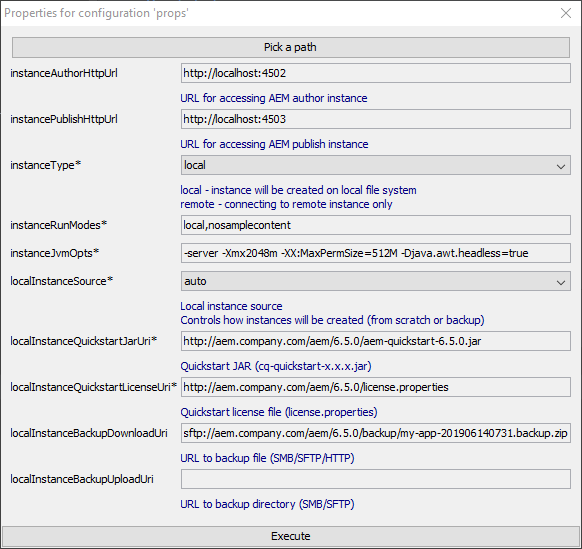 Properties for configuration 'props'
Pick a path
instanceAuthorHttpUrl
http://localhost:4502
URL for accessing AEM author instance
instancePublishHttpUrl
http://localhost:4503
URL for accessing AEM publish instance
instanceType*
local
local - instance will be created on local file system
remote - connecting to remote instance only
instanceRunModes*
local,nosamplecontent
instanceJvmOpts*
-server -Xmx2048m -XX:MaxPermSize=512M -Djava.awt.headless=true
localInstanceSource*
auto
Local instance source
Controls how instances will be created (from scratch or backup)
localInstanceQuickstartJarUri*
http://aem.company.com/aem/6.5.0/aem-quickstart-6.5.0.jar
Quickstart JAR (cq-quickstart-x.x.x.jar)
localInstanceQuickstartLicenseUri*
http://aem.company.com/aem/6.5.0/license.properties
Quickstart license file (license.properties)
localInstanceBackupDownloadUri
sftp://aem.company.com/aem/6.5.0/backup/my-app-201906140731.backup.zip
URL to backup file (SMB/SFTP/HTTP)
localInstanceBackupUploadUri
URL to backup directory (SMB/SFTP)
Execute